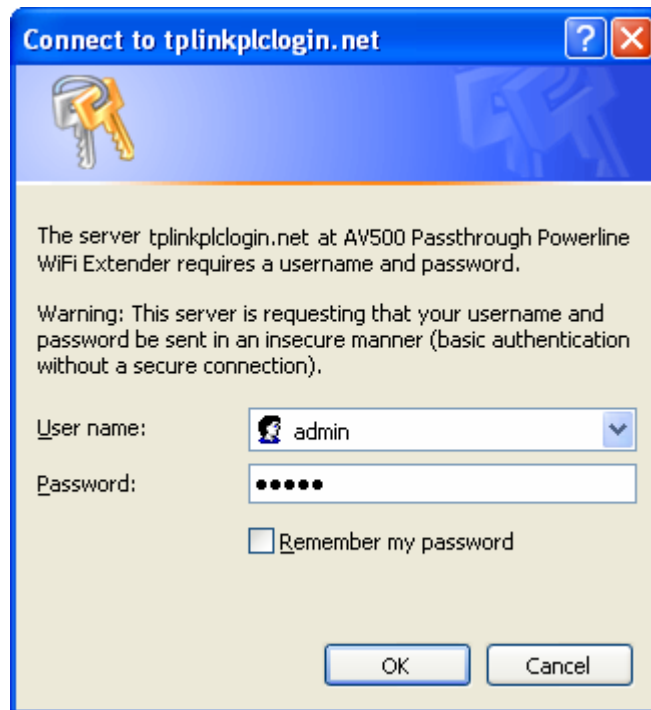 Connect to tplinkplclogin.net
The server tplinkplclogin.net at AV500 Passthrough Powerline
WiFi Extender requires a username and password.
Warning: This server is requesting that your username and
password be sent in an insecure manner (basic authentication
without a secure connection).
User name:
admin
Password:
•••••
Remember my password
OK
Cancel